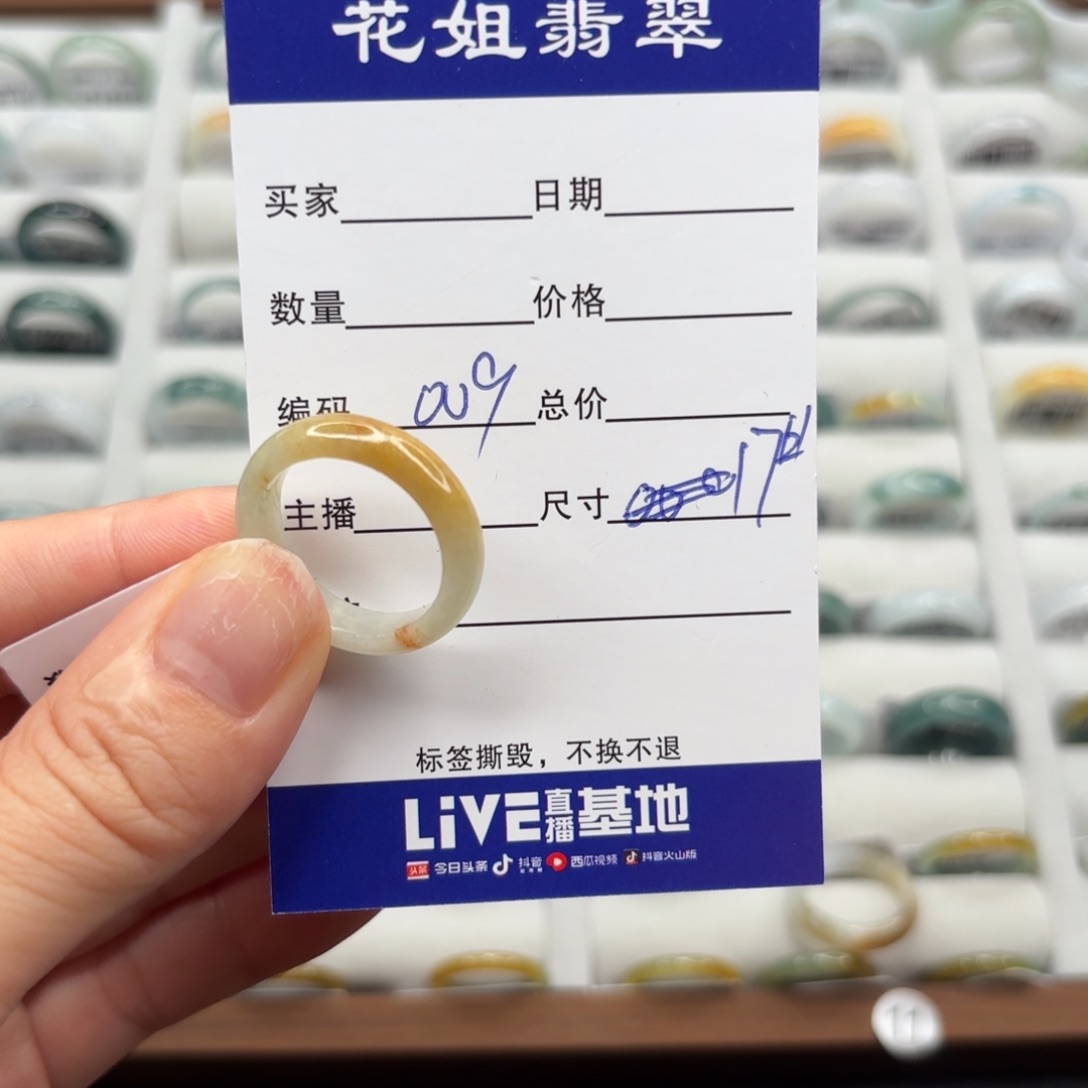 花姐翡翠
买家 日期
数量 价格
编码 009 总价
主播 尺寸 17
标签撕毁，不换不退
LiVE直播基地
头条 今日头条 抖音 西瓜视频 抖音火山版
11